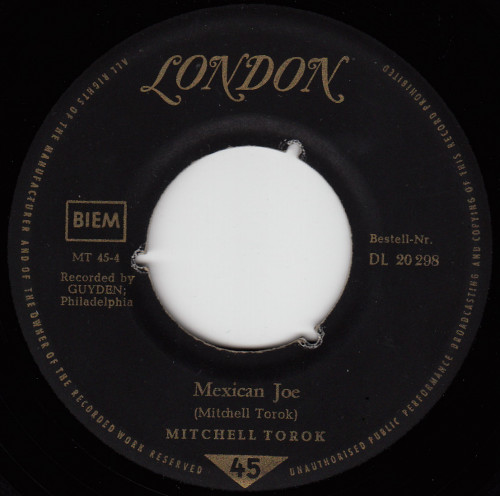 LONDON
BIEM
MT 45-4
Recorded by
GUYDEN;
Philadelphia
Bestell-Nr.
DL 20 298
Mexican Joe
(Mitchell Torok)
MITCHELL TOROK
45
ALL RIGHTS OF THE MANUFACTURER AND OF THE OWNER OF THE RECORDED WORK RESERVED
UNAUTHORISED PUBLIC PERFORMANCE · BROADCASTING AND COPYING OF THIS RECORD PROHIBITED